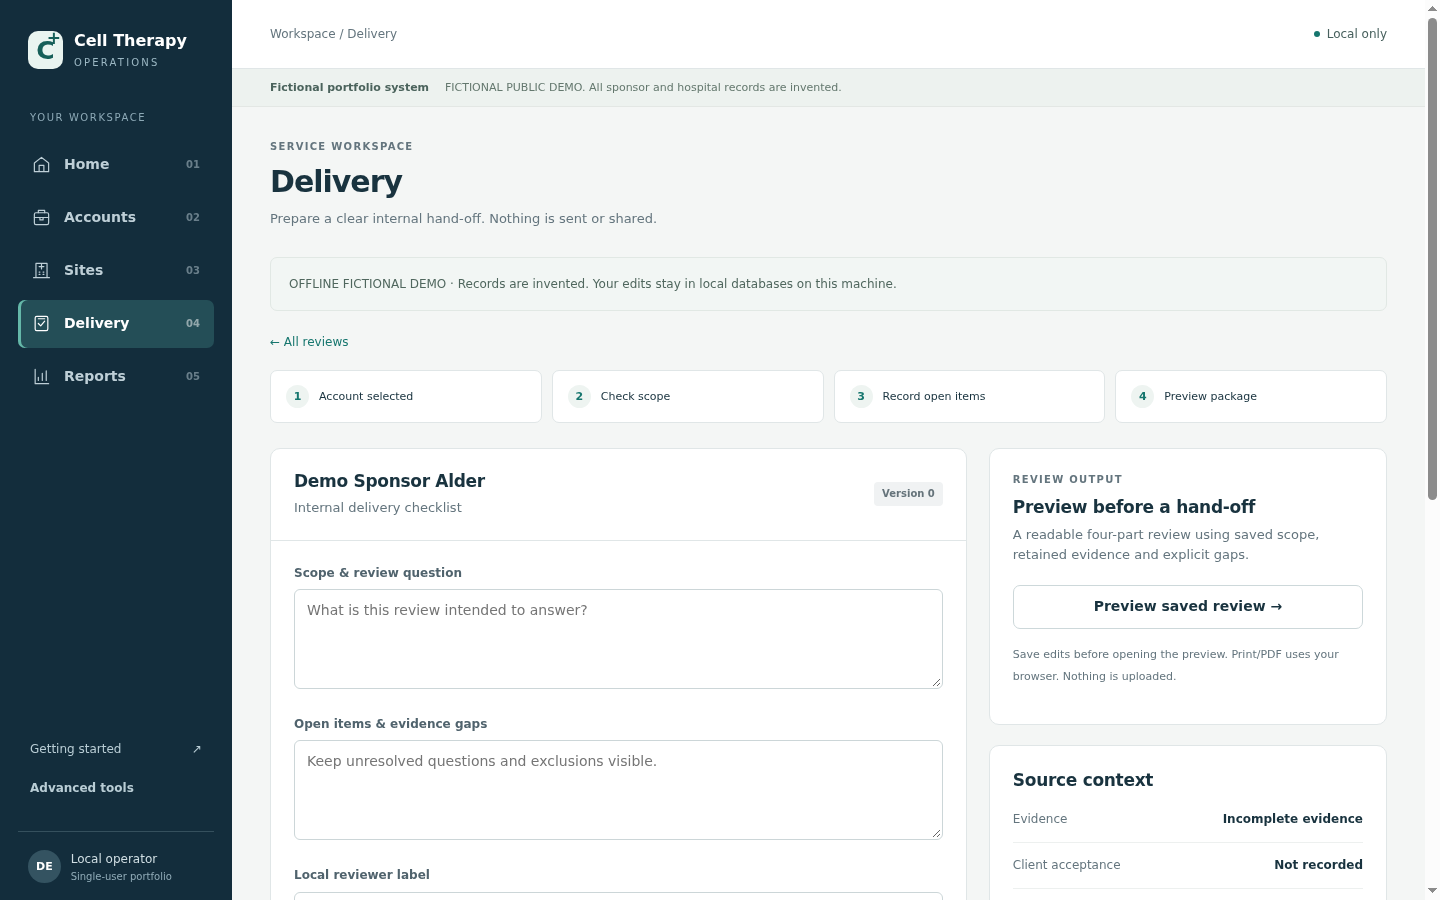 C+
Cell Therapy
OPERATIONS
YOUR WORKSPACE
Home 01
Accounts 02
Sites 03
Delivery 04
Reports 05
Getting started ↗
Advanced tools
DE
Local operator
Single-user portfolio
Workspace / Delivery
Local only
Fictional portfolio system FICTIONAL PUBLIC DEMO. All sponsor and hospital records are invented.
SERVICE WORKSPACE
Delivery
Prepare a clear internal hand-off. Nothing is sent or shared.
OFFLINE FICTIONAL DEMO · Records are invented. Your edits stay in local databases on this machine.
← All reviews
1 Account selected
2 Check scope
3 Record open items
4 Preview package
Demo Sponsor Alder
Internal delivery checklist
Version 0
Scope & review question
What is this review intended to answer?
Open items & evidence gaps
Keep unresolved questions and exclusions visible.
Local reviewer label
REVIEW OUTPUT
Preview before a hand-off
A readable four-part review using saved scope,
retained evidence and explicit gaps.
Preview saved review →
Save edits before opening the preview. Print/PDF uses your
browser. Nothing is uploaded.
Source context
Evidence Incomplete evidence
Client acceptance Not recorded